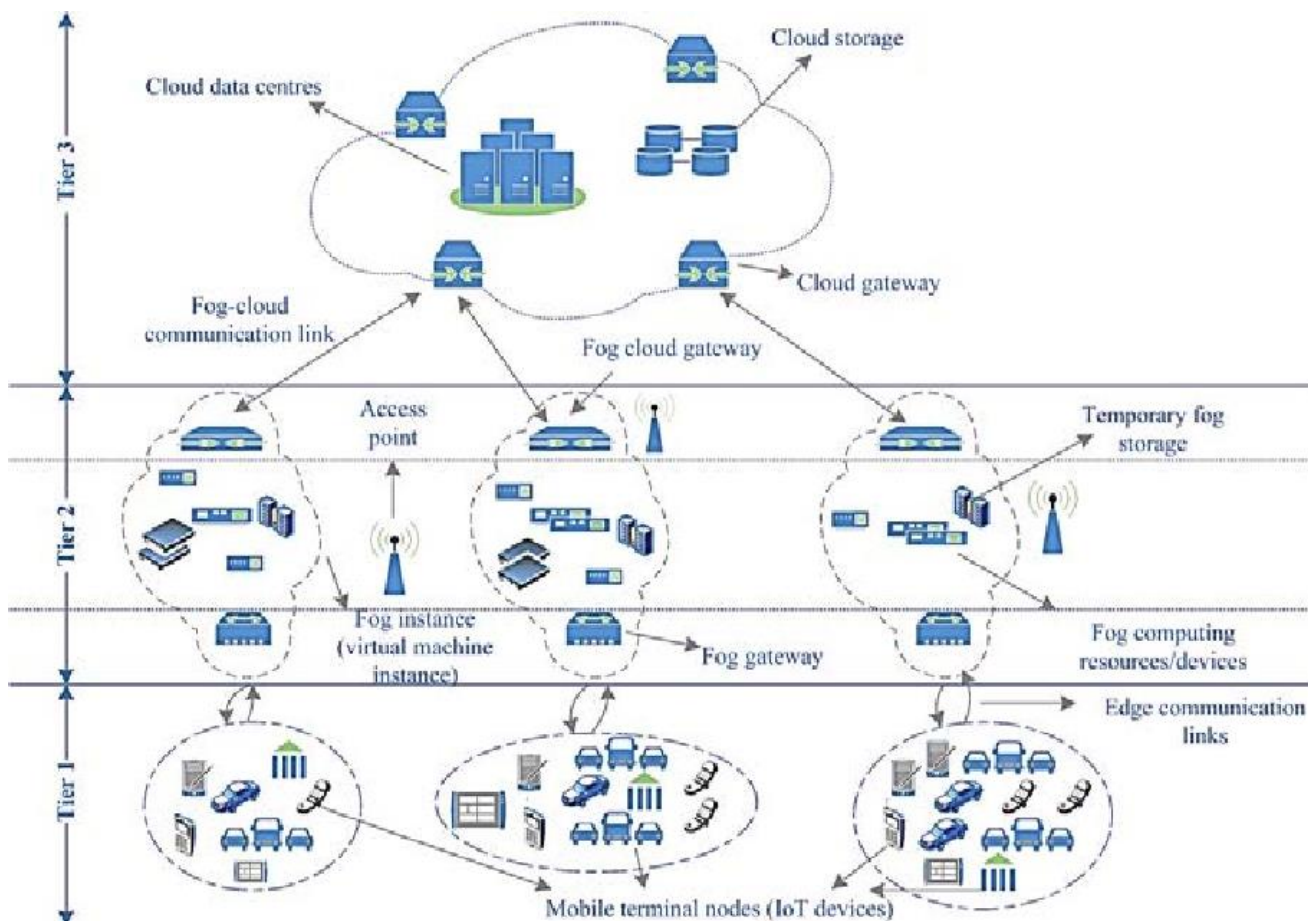 Cloud storage
Cloud data centres
Tier 3
Cloud gateway
Fog-cloud
communication link
Fog cloud gateway
Access
point
Temporary fog
storage
Tier 2
Fog instance
(virtual machine
instance)
Fog gateway
Fog computing
resources/devices
Edge communication
links
Tier 1
Mobile terminal nodes (IoT devices)